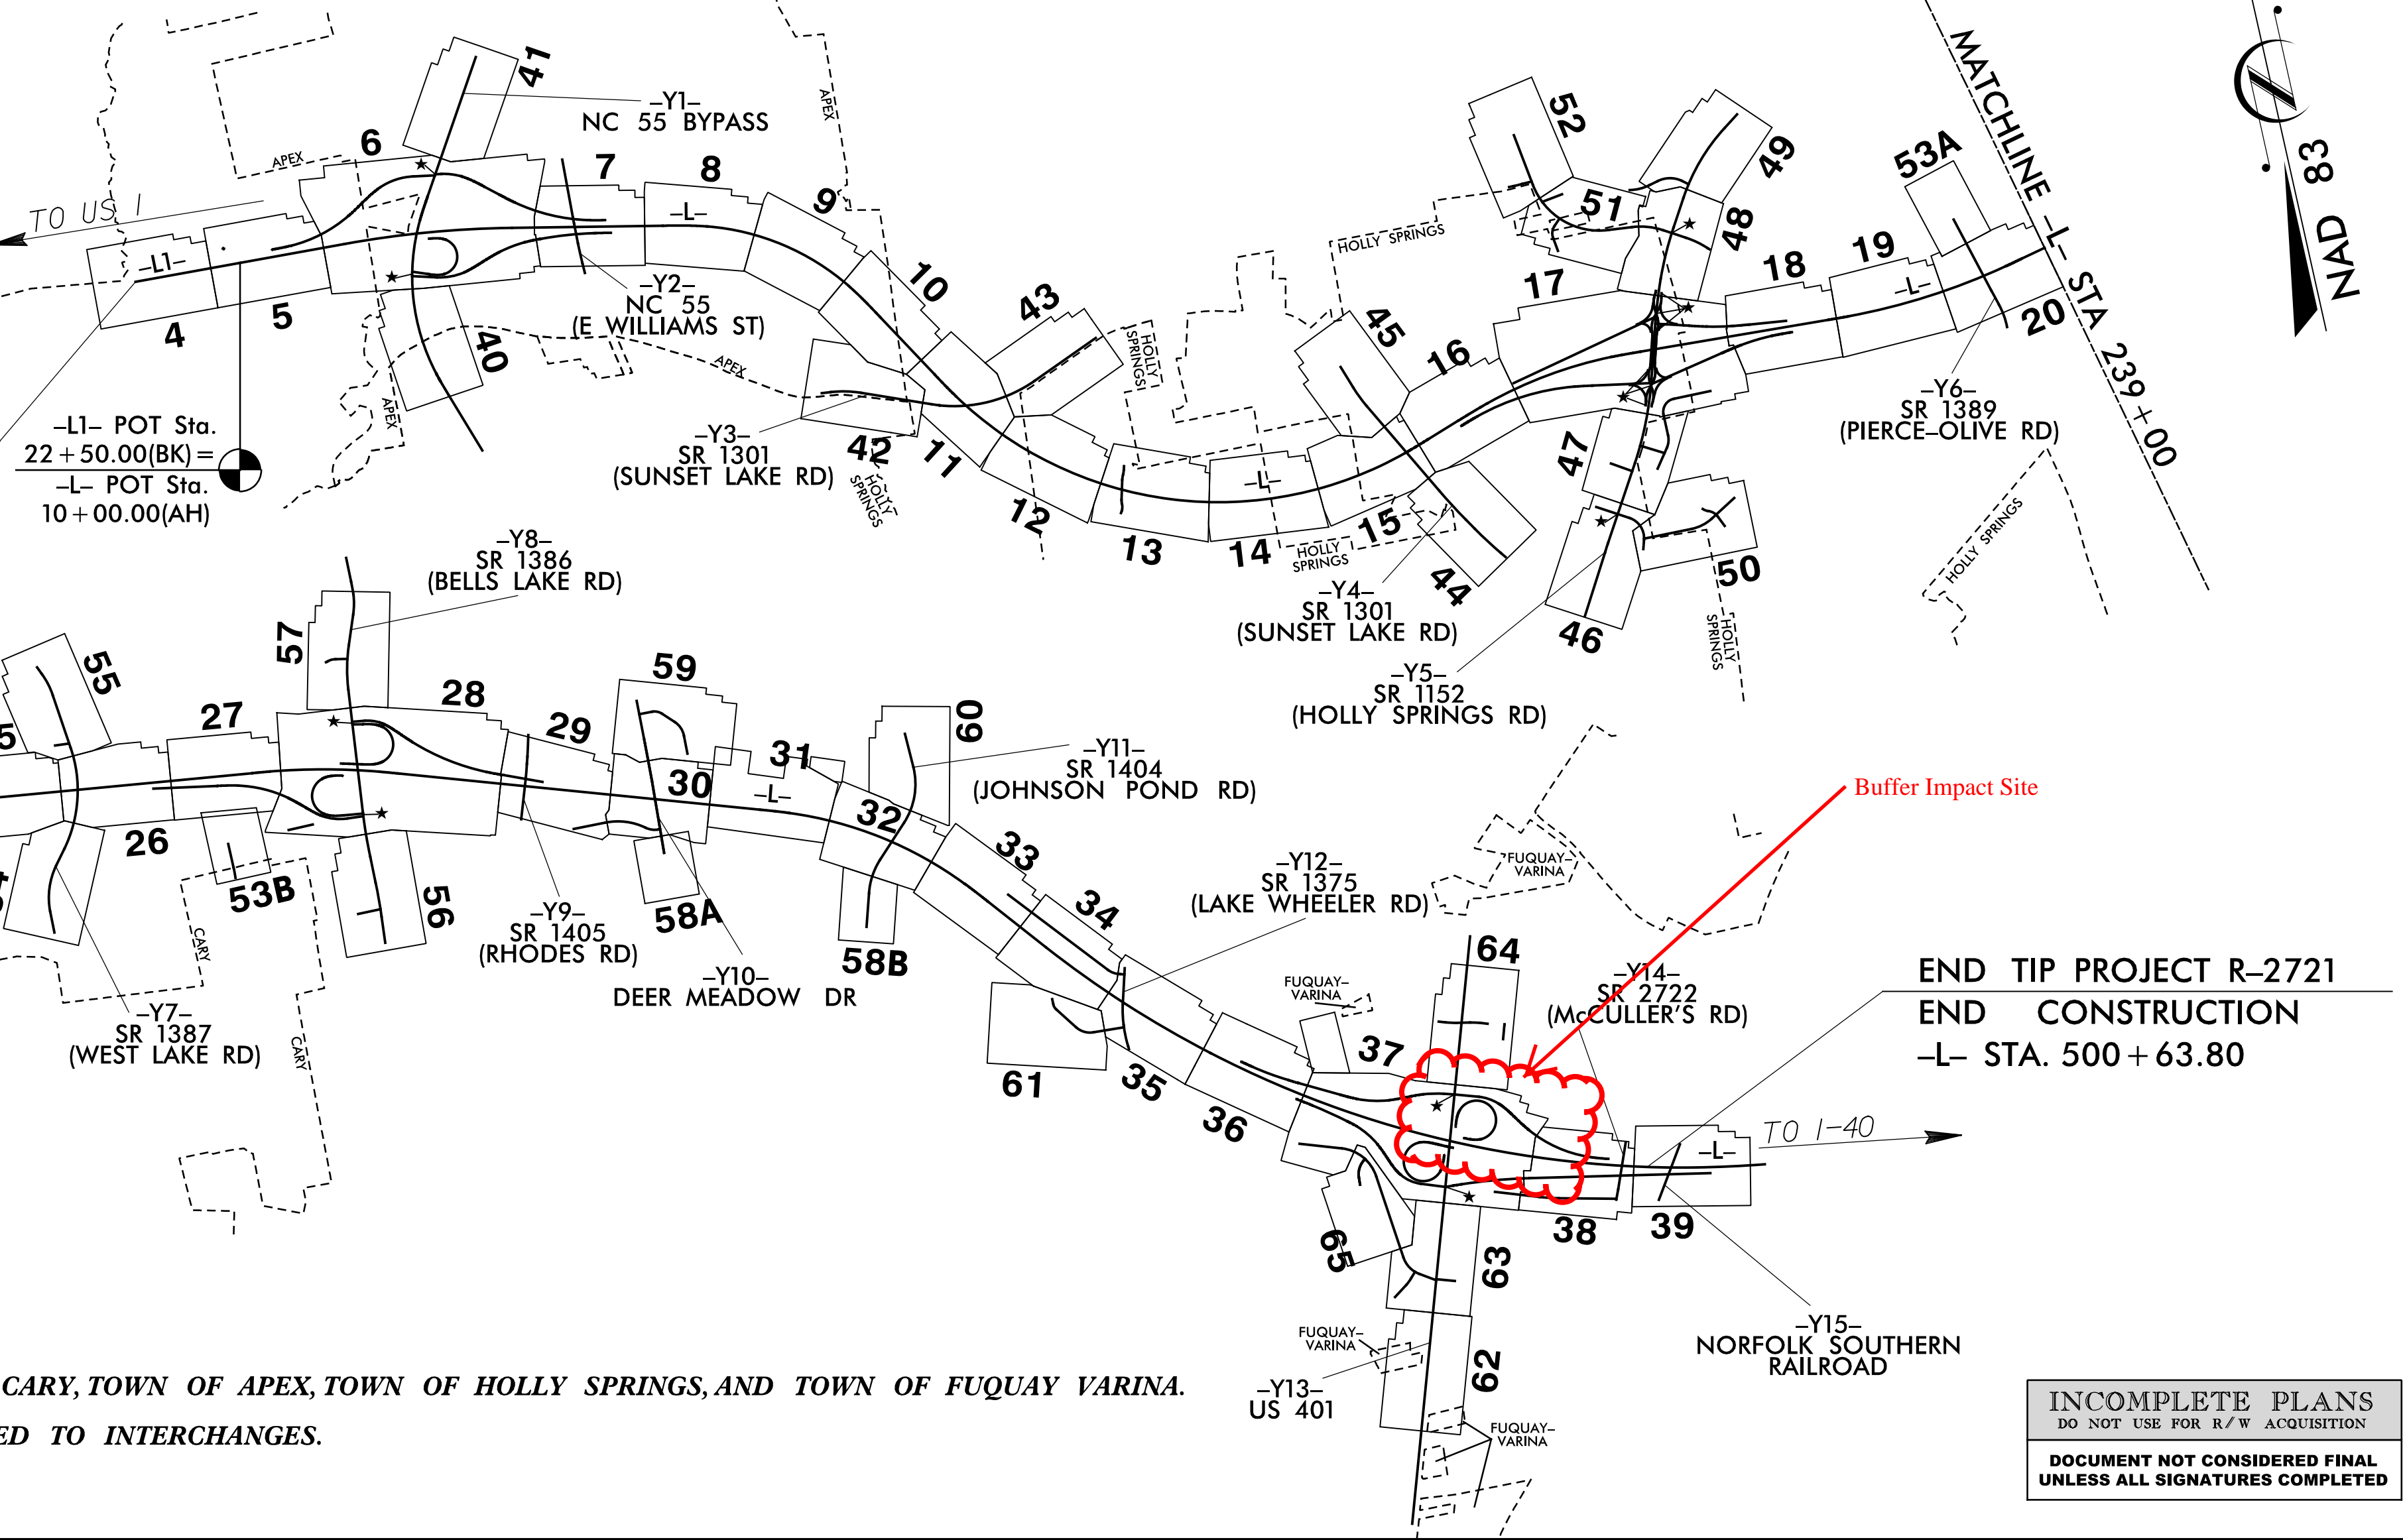 41
–Y1–
NC 55 BYPASS
APEX
6
7
8
9
APEX
–L–
TO US 1
–L1–
4
5
40
–Y2–
NC 55
(E WILLIAMS ST)
10
43
APEX
APEX
HOLLY
SPRINGS
–L1– POT Sta.
22+50.00(BK)=
–L– POT Sta.
10+00.00(AH)
–Y3–
SR 1301
(SUNSET LAKE RD)
42
11
HOLLY
SPRINGS
12
13
14
–L–
15
HOLLY
SPRINGS
16
45
44
–Y4–
SR 1301
(SUNSET LAKE RD)
HOLLY SPRINGS
17
52
51
49
48
47
46
50
HOLLY
SPRINGS
–Y5–
SR 1152
(HOLLY SPRINGS RD)
18
19
–L–
53A
20
–Y6–
SR 1389
(PIERCE–OLIVE RD)
HOLLY SPRINGS
MATCHLINE –L– STA 239+00
NAD 83
N
–Y8–
SR 1386
(BELLS LAKE RD)
55
57
5
27
28
29
59
26
53B
56
CARY
CARY
–Y7–
SR 1387
(WEST LAKE RD)
–Y9–
SR 1405
(RHODES RD)
30
58A
–Y10–
DEER MEADOW DR
31
–L–
32
60
–Y11–
SR 1404
(JOHNSON POND RD)
58B
33
34
–Y12–
SR 1375
(LAKE WHEELER RD)
61
35
36
FUQUAY–
VARINA
37
64
FUQUAY–
VARINA
Buffer Impact Site
–Y14–
SR 2722
(McCULLER'S RD)
END TIP PROJECT R–2721
END CONSTRUCTION
–L– STA. 500+63.80
TO I–40
–L–
38
39
65
63
62
FUQUAY–
VARINA
–Y13–
US 401
FUQUAY–
VARINA
–Y15–
NORFOLK SOUTHERN
RAILROAD
CARY, TOWN OF APEX, TOWN OF HOLLY SPRINGS, AND TOWN OF FUQUAY VARINA.
ED TO INTERCHANGES.
INCOMPLETE PLANS
DO NOT USE FOR R/W ACQUISITION
DOCUMENT NOT CONSIDERED FINAL
UNLESS ALL SIGNATURES COMPLETED